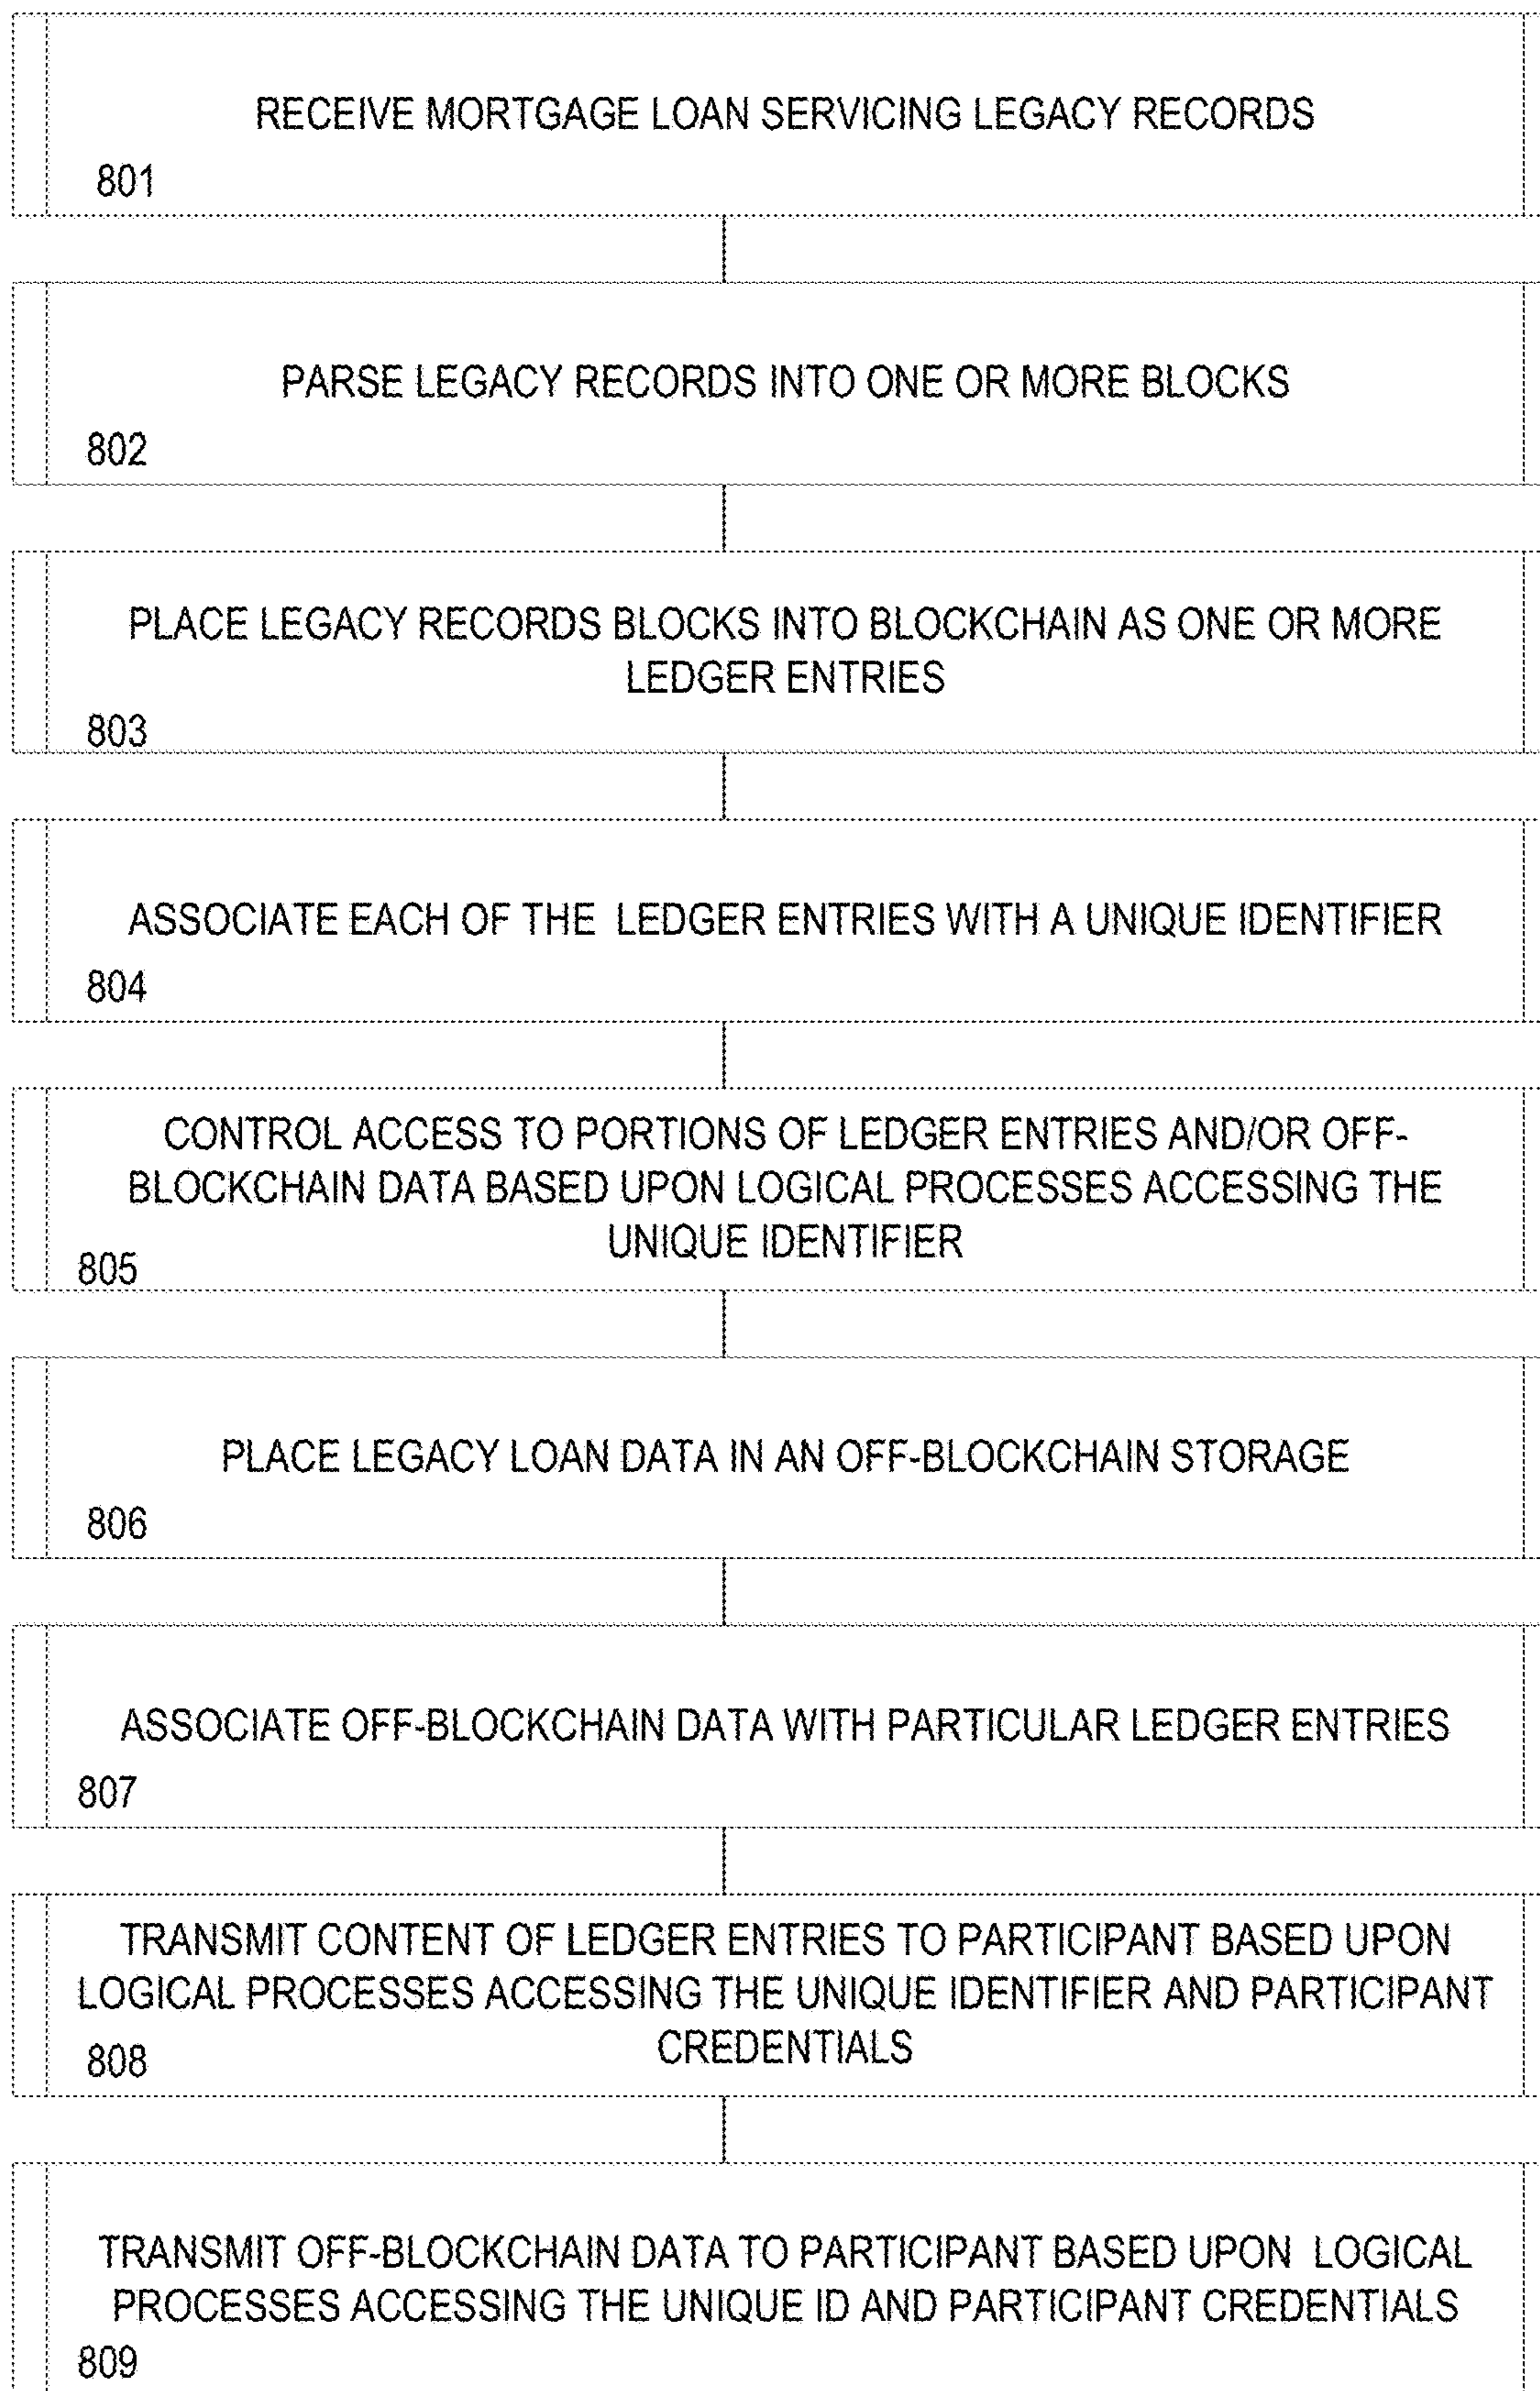 RECEIVE MORTGAGE LOAN SERVICING LEGACY RECORDS
801
PARSE LEGACY RECORDS INTO ONE OR MORE BLOCKS
802
PLACE LEGACY RECORDS BLOCKS INTO BLOCKCHAIN AS ONE OR MORE
LEDGER ENTRIES
803
ASSOCIATE EACH OF THE LEDGER ENTRIES WITH A UNIQUE IDENTIFIER
804
CONTROL ACCESS TO PORTIONS OF LEDGER ENTRIES AND/OR OFF-
BLOCKCHAIN DATA BASED UPON LOGICAL PROCESSES ACCESSING THE
UNIQUE IDENTIFIER
805
PLACE LEGACY LOAN DATA IN AN OFF-BLOCKCHAIN STORAGE
806
ASSOCIATE OFF-BLOCKCHAIN DATA WITH PARTICULAR LEDGER ENTRIES
807
TRANSMIT CONTENT OF LEDGER ENTRIES TO PARTICIPANT BASED UPON
LOGICAL PROCESSES ACCESSING THE UNIQUE IDENTIFIER AND PARTICIPANT
CREDENTIALS
808
TRANSMIT OFF-BLOCKCHAIN DATA TO PARTICIPANT BASED UPON LOGICAL
PROCESSES ACCESSING THE UNIQUE ID AND PARTICIPANT CREDENTIALS
809